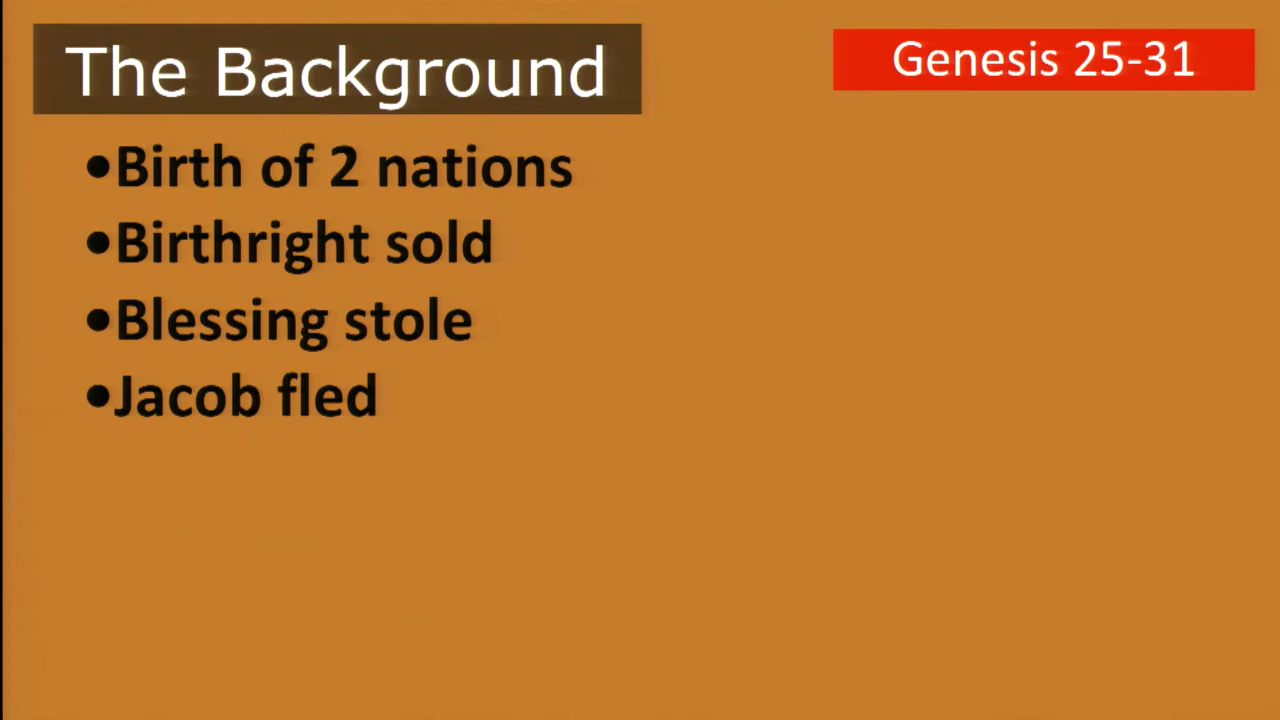 The Background
Genesis 25-31
•Birth of 2 nations
•Birthright sold
•Blessing stole
•Jacob fled